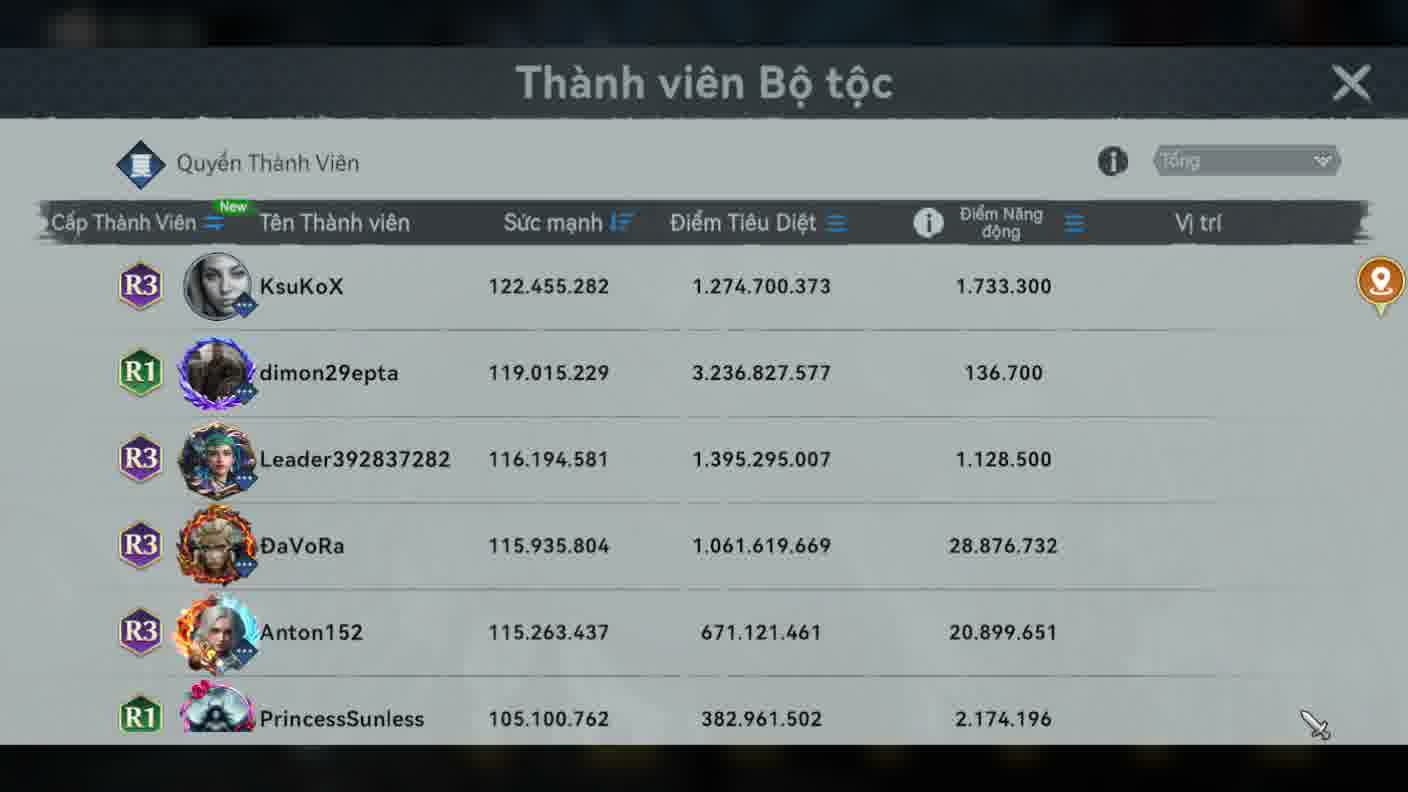 Thành viên Bộ tộc
Quyển Thành Viên
Tổng
Cấp Thành Viên New Tên Thành viên Sức mạnh Điểm Tiêu Diệt Điểm Năng động Vị trí
R3 KsuKoX 122.455.282 1.274.700.373 1.733.300
R1 dimon29epta 119.015.229 3.236.827.577 136.700
R3 Leader392837282 116.194.581 1.395.295.007 1.128.500
R3 ĐaVoRa 115.935.804 1.061.619.669 28.876.732
R3 Anton152 115.263.437 671.121.461 20.899.651
R1 PrincessSunless 105.100.762 382.961.502 2.174.196